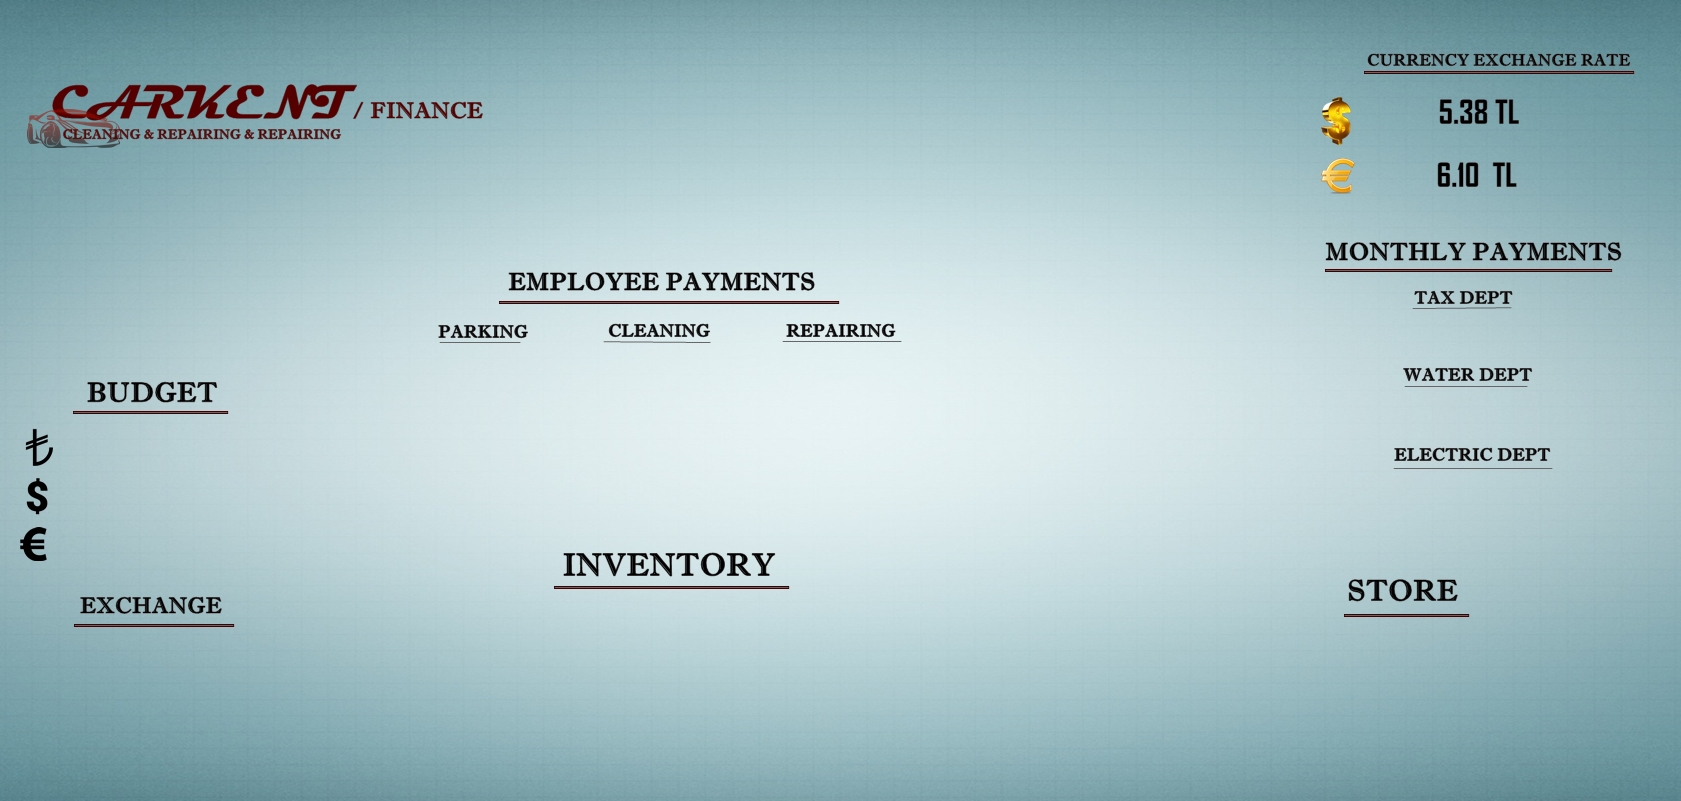 CURRENCY EXCHANGE RATE
CARKENT / FINANCE
CLEANING & REPAIRING & REPAIRING
$ 5.38 TL
€ 6.10 TL
MONTHLY PAYMENTS
TAX DEPT
WATER DEPT
ELECTRIC DEPT
EMPLOYEE PAYMENTS
PARKING CLEANING REPAIRING
BUDGET
₺
$
€
EXCHANGE
INVENTORY
STORE